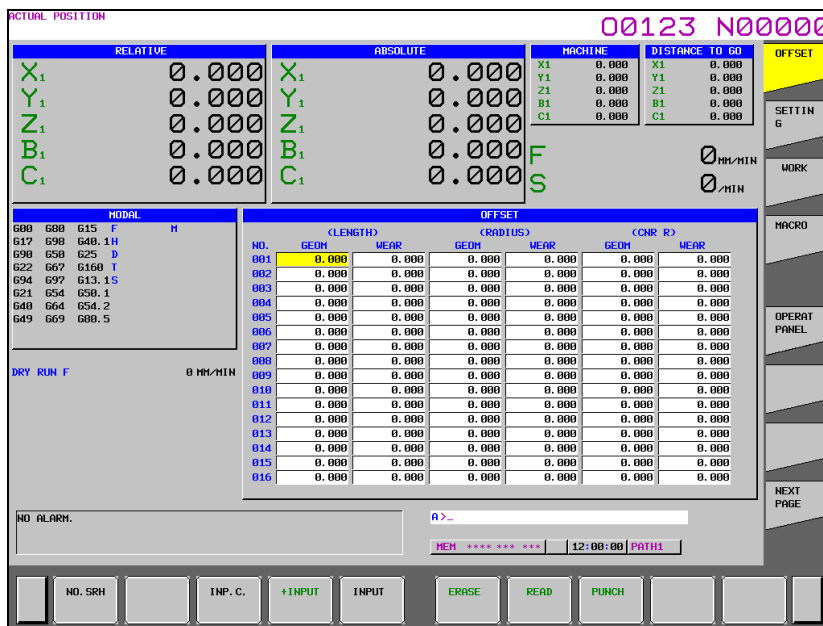 ACTUAL POSITION
O0123 N00000
RELATIVE
X1 0.000
Y1 0.000
Z1 0.000
B1 0.000
C1 0.000
ABSOLUTE
X1 0.000
Y1 0.000
Z1 0.000
B1 0.000
C1 0.000
MACHINE
X1 0.000
Y1 0.000
Z1 0.000
B1 0.000
C1 0.000
DISTANCE TO GO
X1 0.000
Y1 0.000
Z1 0.000
B1 0.000
C1 0.000
F 0 MM/MIN
S 0 /MIN
MODAL
G00 G80 G15 F M
G17 G98 G40.1 H
G90 G50 G25 D
G22 G67 G160 T
G94 G97 G13.1 S
G21 G54 G50.1
G40 G64 G54.2
G49 G69 G80.5
DRY RUN F 0 MM/MIN
OFFSET
(LENGTH) (RADIUS) (CNR R)
NO. GEOM WEAR GEOM WEAR GEOM WEAR
001 0.000 0.000 0.000 0.000 0.000 0.000
002 0.000 0.000 0.000 0.000 0.000 0.000
003 0.000 0.000 0.000 0.000 0.000 0.000
004 0.000 0.000 0.000 0.000 0.000 0.000
005 0.000 0.000 0.000 0.000 0.000 0.000
006 0.000 0.000 0.000 0.000 0.000 0.000
007 0.000 0.000 0.000 0.000 0.000 0.000
008 0.000 0.000 0.000 0.000 0.000 0.000
009 0.000 0.000 0.000 0.000 0.000 0.000
010 0.000 0.000 0.000 0.000 0.000 0.000
011 0.000 0.000 0.000 0.000 0.000 0.000
012 0.000 0.000 0.000 0.000 0.000 0.000
013 0.000 0.000 0.000 0.000 0.000 0.000
014 0.000 0.000 0.000 0.000 0.000 0.000
015 0.000 0.000 0.000 0.000 0.000 0.000
016 0.000 0.000 0.000 0.000 0.000 0.000
NO ALARM.
A>_
MEM **** *** *** 12:00:00 PATH1
OFFSET
SETTIN
G
WORK
MACRO
OPERAT
PANEL
NEXT
PAGE
NO.SRH INP.C. +INPUT INPUT ERASE READ PUNCH